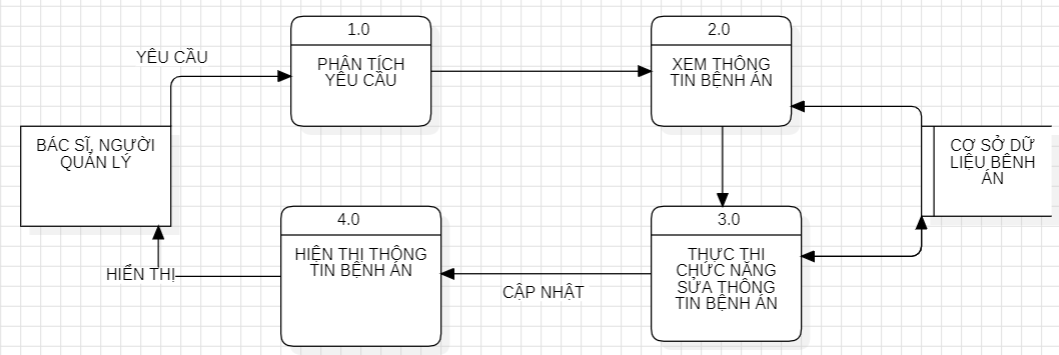 1.0
2.0
YÊU CẦU
PHÂN TÍCH
YÊU CẦU
XEM THÔNG
TIN BỆNH ÁN
BÁC SĨ, NGƯỜI
QUẢN LÝ
CƠ SỞ DỮ
LIỆU BỆNH
ÁN
4.0
3.0
HIỂN THỊ THÔNG
TIN BỆNH ÁN
THỰC THI
CHỨC NĂNG
SỬA THÔNG
TIN BỆNH ÁN
HIỂN THỊ
CẬP NHẬT